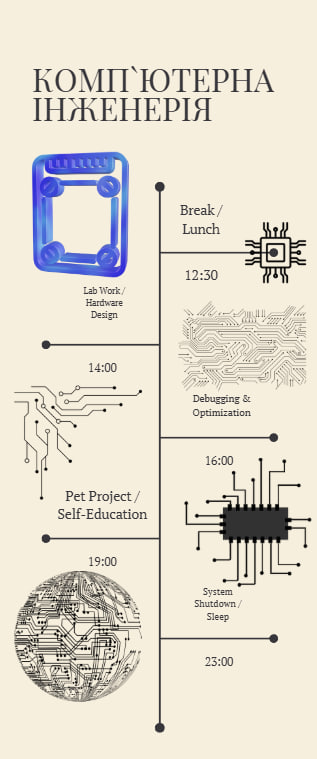 КОМП`ЮТЕРНА
ІНЖЕНЕРІЯ
Break /
Lunch
12:30
Lab Work /
Hardware
Design
14:00
Debugging &
Optimization
16:00
Pet Project /
Self-Education
19:00
System
Shutdown /
Sleep
23:00